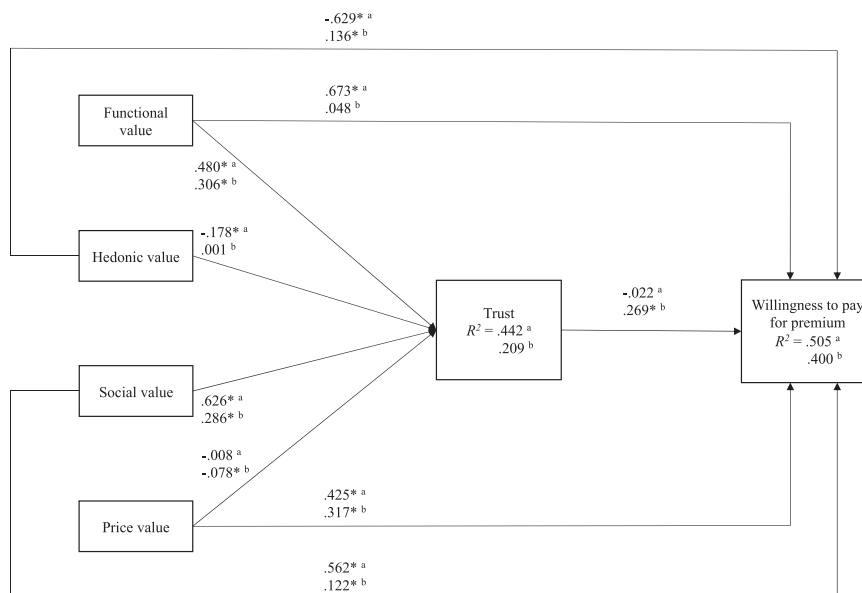 -.629* a
.136* b
Functional
value
.673* a
.048 b
.480* a
.306* b
Hedonic value
-.178* a
.001 b
Trust
R² = .442 a
.209 b
-.022 a
.269* b
Willingness to pay
for premium
R² = .505 a
.400 b
Social value
.626* a
.286* b
-.008 a
-.078* b
Price value
.425* a
.317* b
.562* a
.122* b